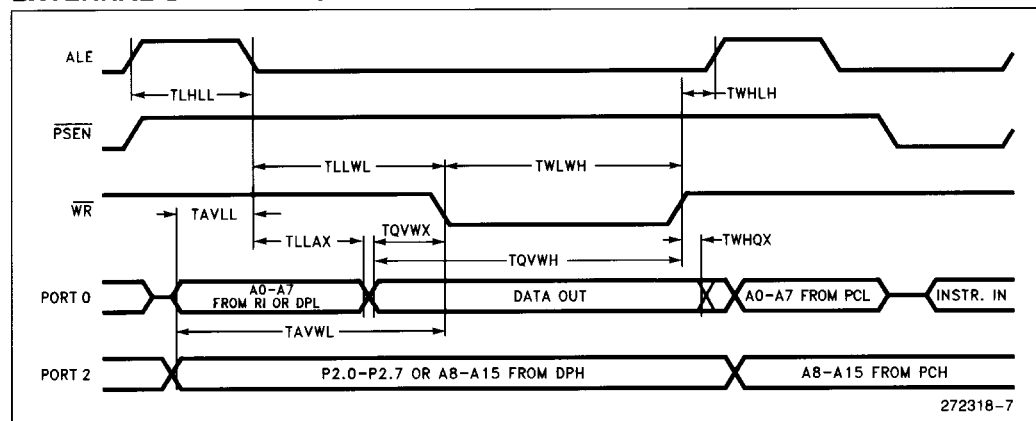 ALE
TLHLL
TWHLH
PSEN
TLLWL
TWLWH
WR
TAVLL
TLLAX
TQVWX
TWHQX
TQVWH
PORT 0
A0-A7
FROM RI OR DPL
DATA OUT
A0-A7 FROM PCL
INSTR. IN
TAVWL
PORT 2
P2.0-P2.7 OR A8-A15 FROM DPH
A8-A15 FROM PCH
272318-7